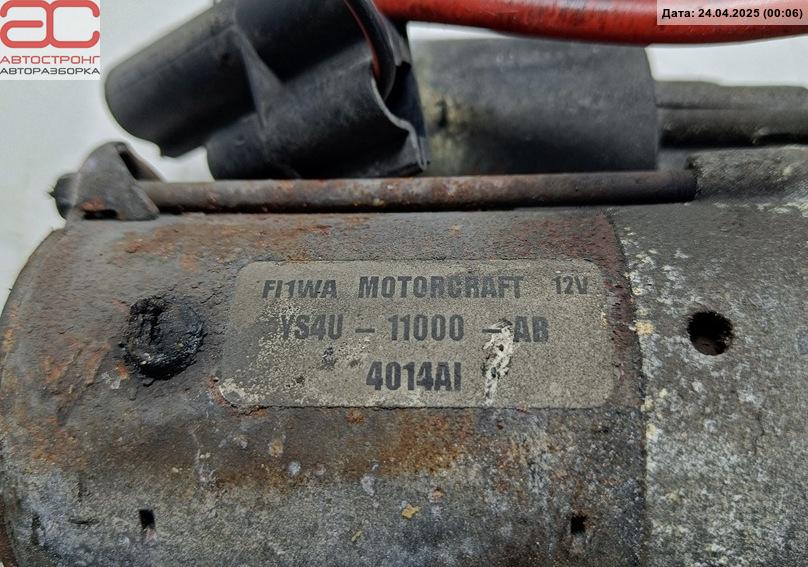 АС
АВТОСТРОНГ
АВТОРАЗБОРКА
Дата: 24.04.2025 (00:06)
FI1WA MOTORCRAFT 12V
YS4U - 11000 - AB
4014AI